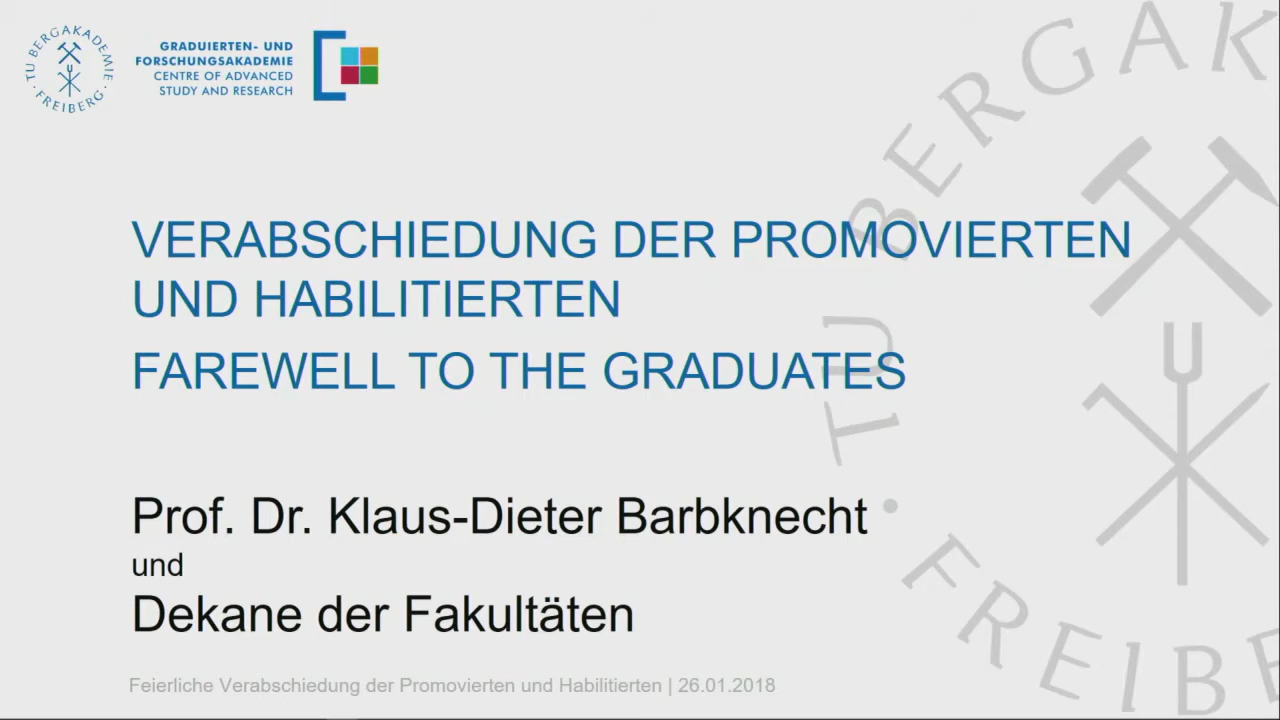 TU BERGAKADEMIE FREIBERG
GRADUIERTEN- UND
FORSCHUNGSAKADEMIE
CENTRE OF ADVANCED
STUDY AND RESEARCH
TU BERGAK
FREIBE
VERABSCHIEDUNG DER PROMOVIERTEN
UND HABILITIERTEN
FAREWELL TO THE GRADUATES
Prof. Dr. Klaus-Dieter Barbknecht
und
Dekane der Fakultäten
Feierliche Verabschiedung der Promovierten und Habilitierten | 26.01.2018